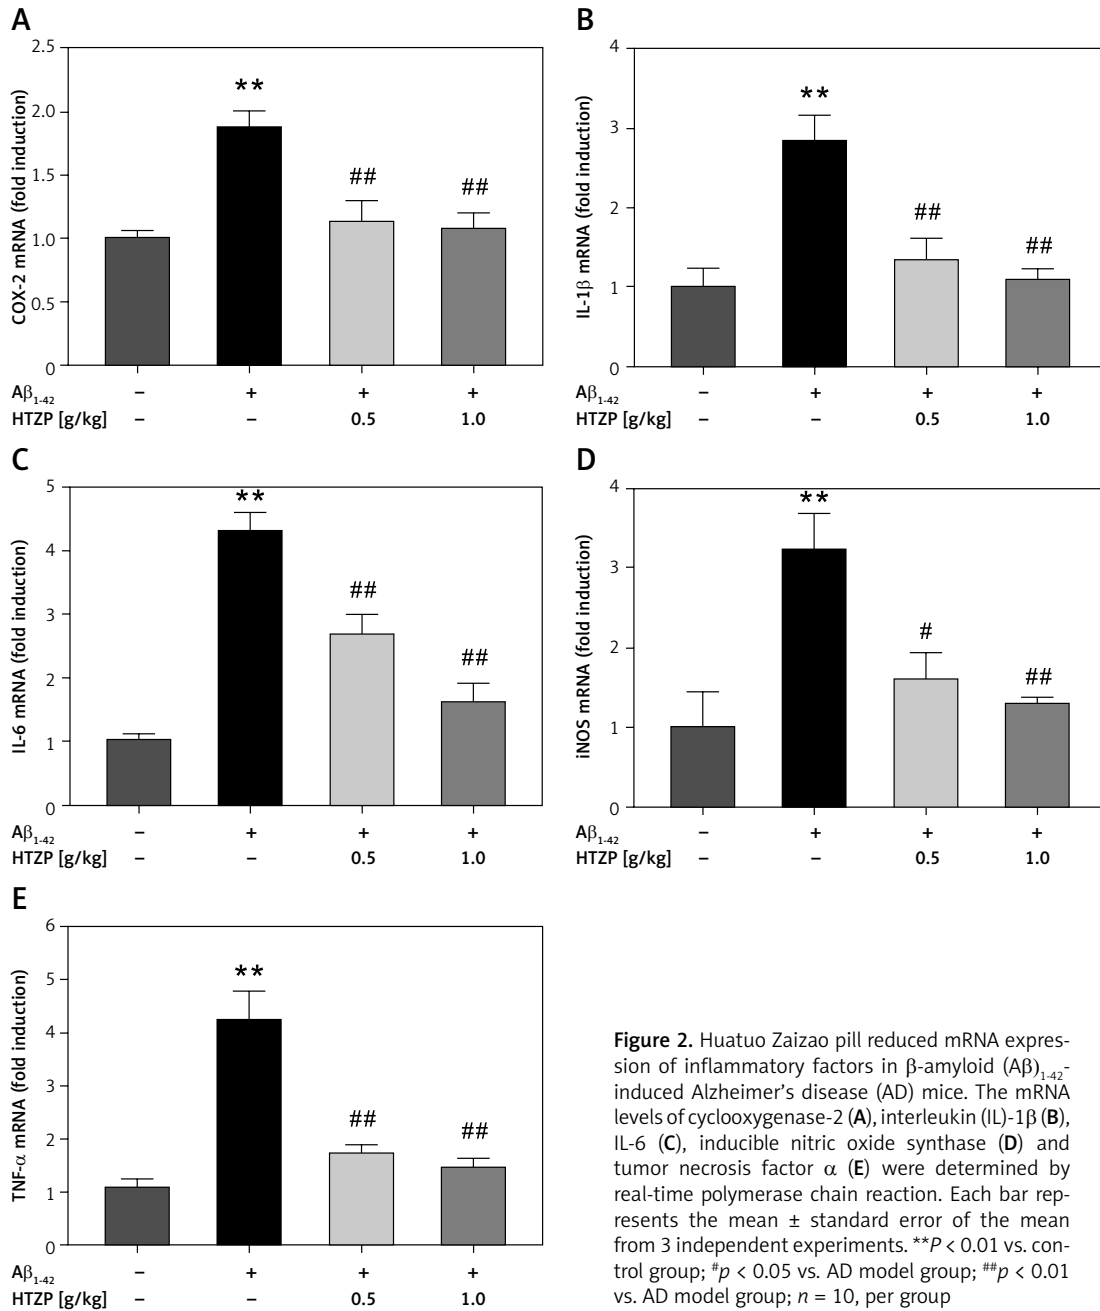 A
COX-2 mRNA (fold induction)
2.5
2.0
1.5
1.0
0.5
0
**
##
##
Aβ1-42 – + + +
HTZP [g/kg] – – 0.5 1.0
B
IL-1β mRNA (fold induction)
4
3
2
1
0
**
##
##
Aβ1-42 – + + +
HTZP [g/kg] – – 0.5 1.0
C
IL-6 mRNA (fold induction)
5
4
3
2
1
0
**
##
##
Aβ1-42 – + + +
HTZP [g/kg] – – 0.5 1.0
D
iNOS mRNA (fold induction)
4
3
2
1
0
**
#
##
Aβ1-42 – + + +
HTZP [g/kg] – – 0.5 1.0
E
TNF-α mRNA (fold induction)
6
5
4
3
2
1
0
**
##
##
Aβ1-42 – + + +
HTZP [g/kg] – – 0.5 1.0
Figure 2. Huatuo Zaizao pill reduced mRNA expres-
sion of inflammatory factors in β-amyloid (Aβ)1-42-
induced Alzheimer's disease (AD) mice. The mRNA
levels of cyclooxygenase-2 (A), interleukin (IL)-1β (B),
IL-6 (C), inducible nitric oxide synthase (D) and
tumor necrosis factor α (E) were determined by
real-time polymerase chain reaction. Each bar rep-
resents the mean ± standard error of the mean
from 3 independent experiments. **P < 0.01 vs. con-
trol group; #p < 0.05 vs. AD model group; ##p < 0.01
vs. AD model group; n = 10, per group